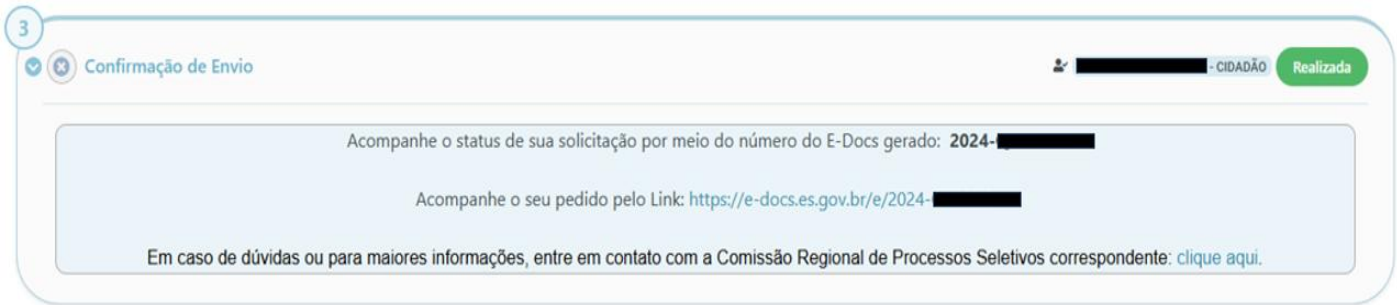 3
Confirmação de Envio - CIDADÃO Realizada
Acompanhe o status de sua solicitação por meio do número do E-Docs gerado: 2024-
Acompanhe o seu pedido pelo Link: https://e-docs.es.gov.br/e/2024-
Em caso de dúvidas ou para maiores informações, entre em contato com a Comissão Regional de Processos Seletivos correspondente: clique aqui.